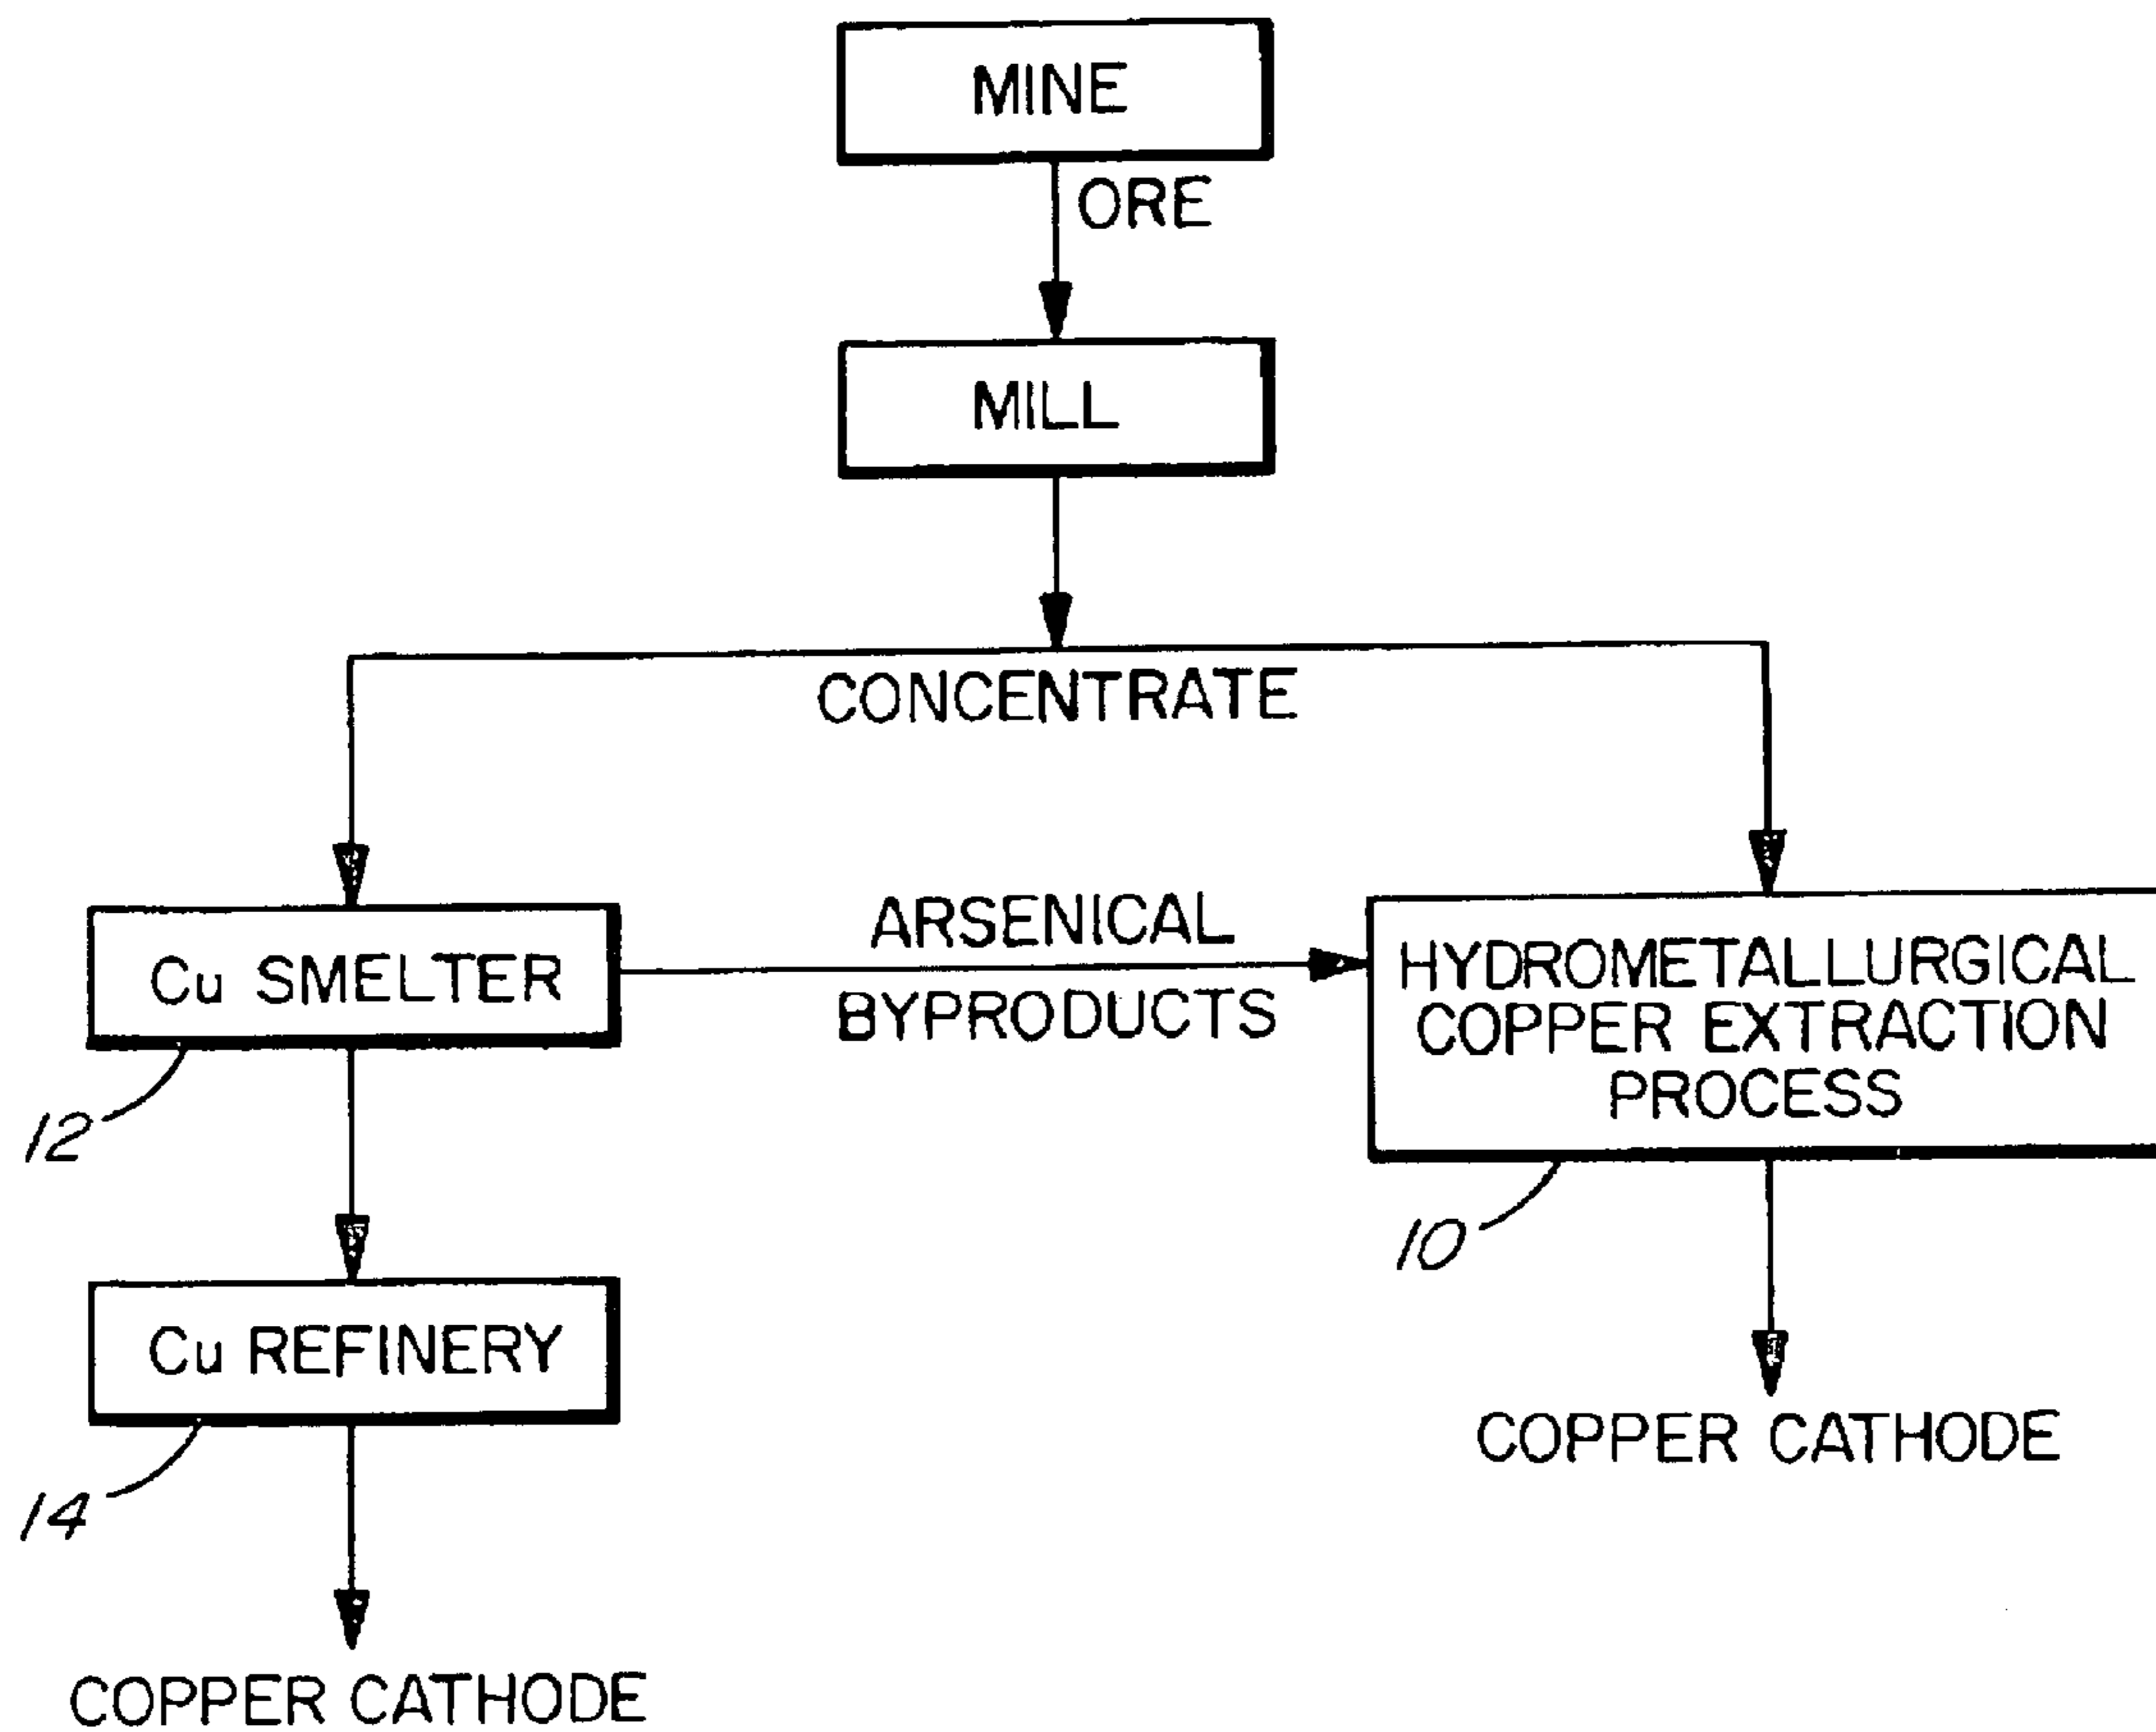 MINE
ORE
MILL
CONCENTRATE
Cu SMELTER
ARSENICAL
BYPRODUCTS
HYDROMETALLURGICAL
COPPER EXTRACTION
PROCESS
12
10
Cu REFINERY
COPPER CATHODE
14
COPPER CATHODE